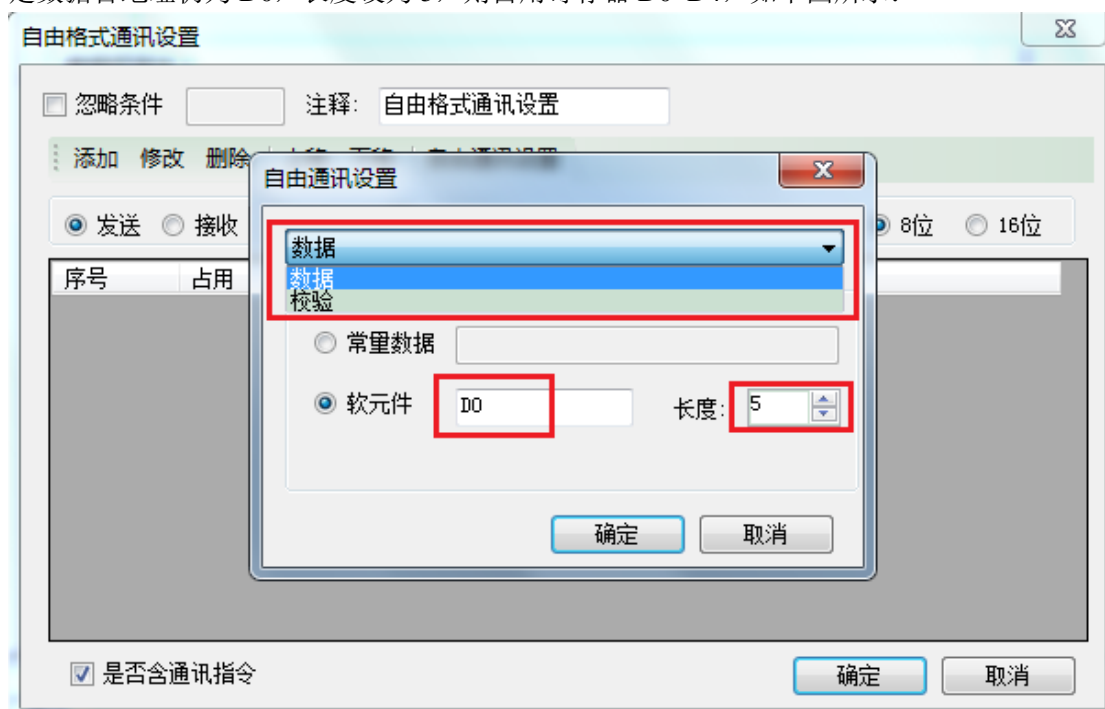 自由格式通讯设置
忽略条件 注释: 自由格式通讯设置
添加 修改 删除
自由通讯设置
发送 接收 8位 16位
数据
序号 占用
数据
校验
常量数据
软元件 D0 长度: 5
确定 取消
是否含通讯指令 确定 取消